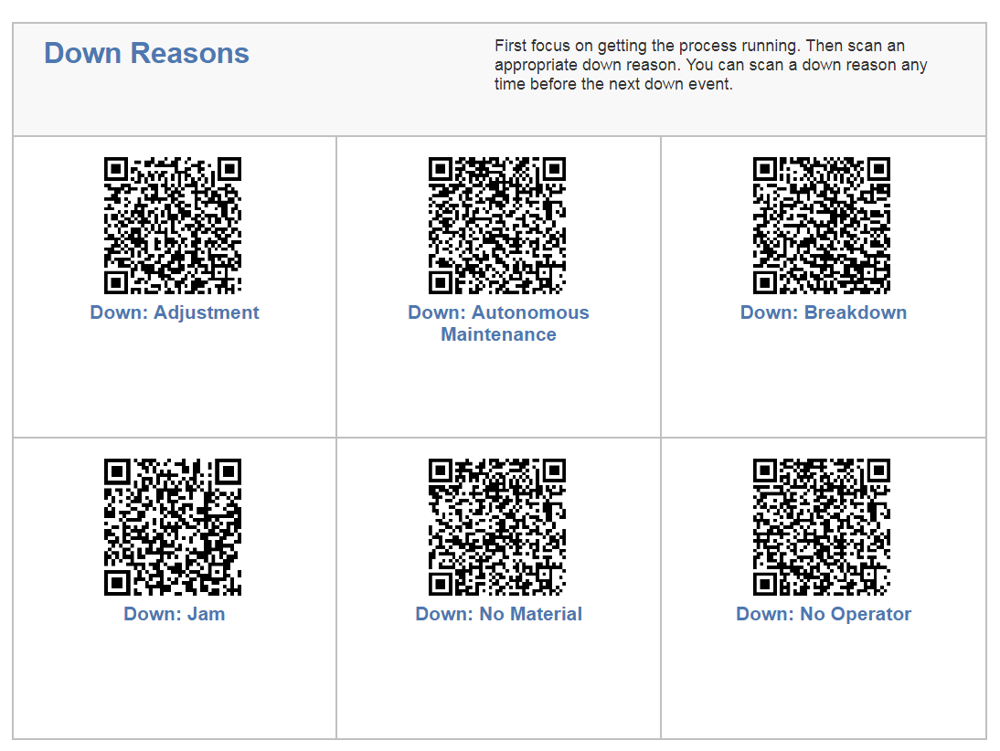 Down Reasons
First focus on getting the process running. Then scan an
appropriate down reason. You can scan a down reason any
time before the next down event.
Down: Adjustment
Down: Autonomous
Maintenance
Down: Breakdown
Down: Jam
Down: No Material
Down: No Operator